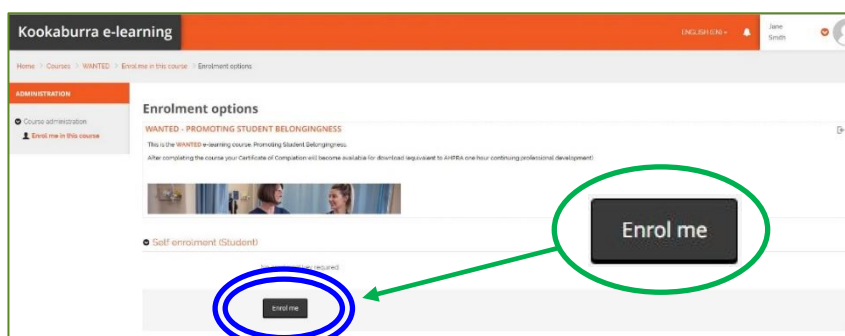 Kookaburra e-learning
ENGLISH (EN)
Jane
Smith
Home > Courses > WANTED > Enrol me in this course > Enrolment options
ADMINISTRATION
Course administration
Enrol me in this course
Enrolment options
WANTED - PROMOTING STUDENT BELONGINGNESS
This is the WANTED e-learning course: Promoting Student Belongingness.
After completing the course your Certificate of Completion will become available for download (equivalent to AHPRA one hour continuing professional development)
Self enrolment (Student)
required
Enrol me
Enrol me